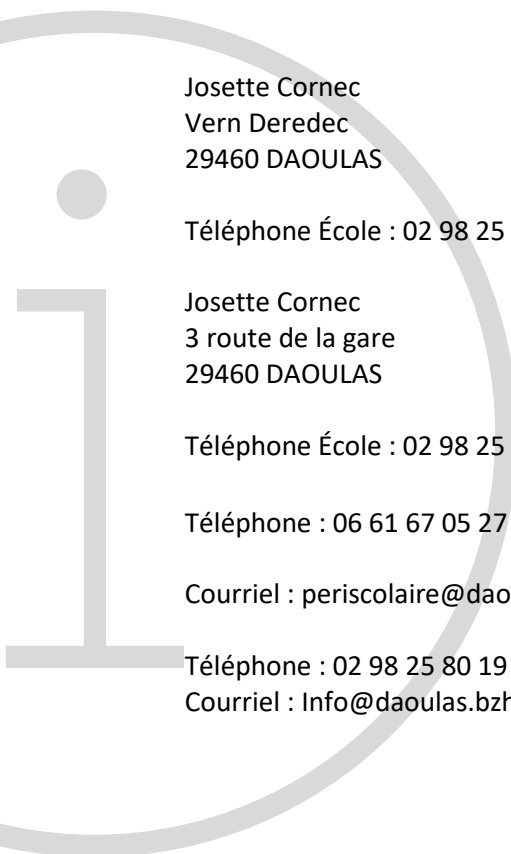 Josette Cornec
Vern Deredec
29460 DAOULAS
Téléphone École : 02 98 25
Josette Cornec
3 route de la gare
29460 DAOULAS
Téléphone École : 02 98 25
Téléphone : 06 61 67 05 27
Courriel : periscolaire@dao
Téléphone : 02 98 25 80 19
Courriel : Info@daoulas.bzh